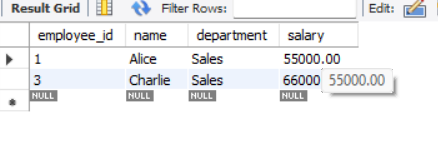 Result Grid Filter Rows: Edit:
employee_id name department salary
1 Alice Sales 55000.00
3 Charlie Sales 66000 55000.00
NULL NULL NULL NULL